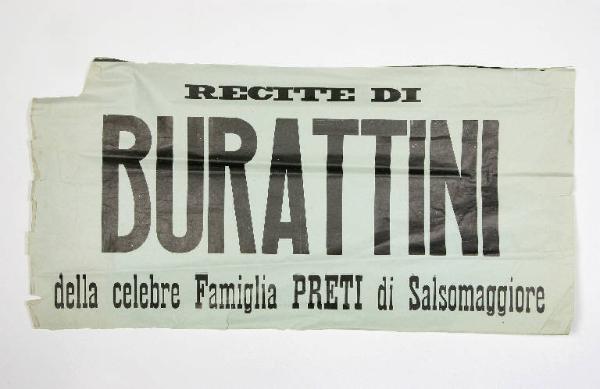 RECITE DI
BURATTINI
della celebre Famiglia PRETI di Salsomaggiore